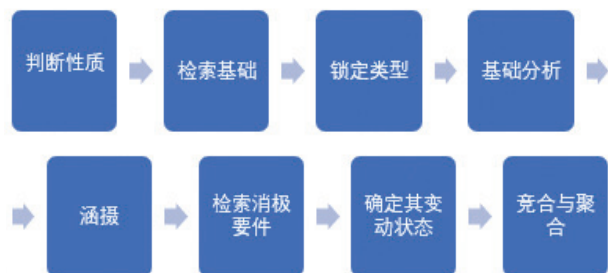 判断性质
检索基础
锁定类型
基础分析
涵摄
检索消极
要件
确定其变
动状态
竞合与聚
合